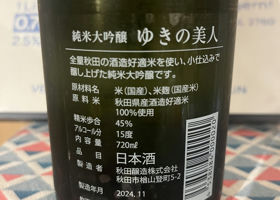 純米大吟醸 ゆきの美人
全量秋田の酒造好適米を使い、小仕込みで
醸し上げた純米大吟醸です。
原材料名 米(国産)、米麹(国産米)
原料米 秋田県産酒造好適米
100%使用
精米歩合 45%
アルコール分 15度
内容量 720ml
日本酒
秋田醸造株式会社
秋田市楢山登町5-2
製造年月 2024.11